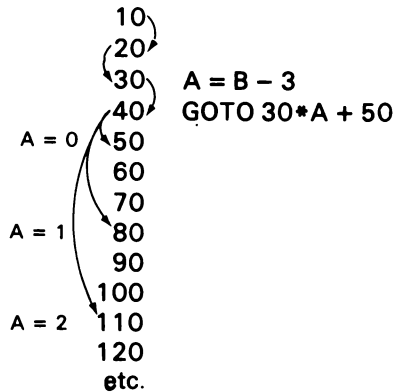 10
20
30 A = B – 3
40 GOTO 30*A + 50
A = 0 50
60
70
A = 1 80
90
100
A = 2 110
120
etc.